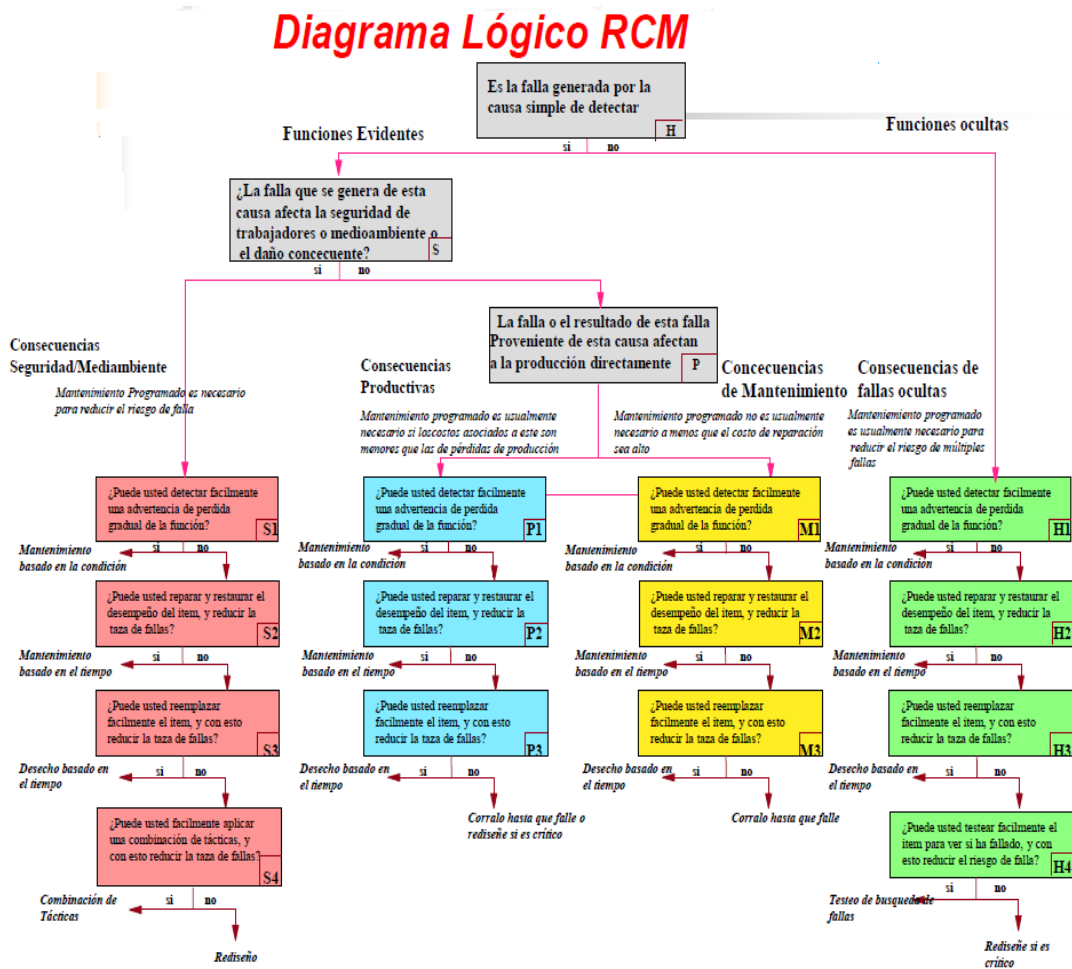 Diagrama Lógico RCM
Es la falla generada por la
causa simple de detectar
H
Funciones Evidentes
Funciones ocultas
si no
¿La falla que se genera de esta
causa afecta la seguridad de
trabajadores o medioambiente o
el daño concecuente?
S
si no
La falla o el resultado de esta falla
Proveniente de esta causa afectan
a la producción directamente
P
Consecuencias
Seguridad/Mediambiente
Mantenimiento Programado es necesario
para reducir el riesgo de falla
Consecuencias
Productivas
Mantenimiento programado es usualmente
necesario si loscostos asociados a este son
menores que las de pérdidas de producción
Concecuencias
de Mantenimiento
Mantenimiento programado no es usualmente
necesario a menos que el costo de reparación
sea alto
Consecuencias de
fallas ocultas
Manteniemiento programado
es usualmente necesario para
reducir el riesgo de múltiples
fallas
¿Puede usted detectar facilmente
una advertencia de perdida
gradual de la función?
S1
¿Puede usted detectar facilmente
una advertencia de perdida
gradual de la función?
P1
¿Puede usted detectar facilmente
una advertencia de perdida
gradual de la función?
M1
¿Puede usted detectar facilmente
una advertencia de perdida
gradual de la función?
H1
si no
Mantenimiento
basado en la condición
si no
Mantenimiento
basado en la condición
si no
Mantenimiento
basado en la condición
si no
Mantenimiento
basado en la condición
¿Puede usted reparar y restaurar el
desempeño del item, y reducir la
taza de fallas?
S2
¿Puede usted reparar y restaurar el
desempeño del item, y reducir la
taza de fallas?
P2
¿Puede usted reparar y restaurar el
desempeño del item, y reducir la
taza de fallas?
M2
¿Puede usted reparar y restaurar el
desempeño del item, y reducir la
taza de fallas?
H2
si no
Mantenimiento
basado en el tiempo
si no
Mantenimiento
basado en el tiempo
si no
Mantenimiento
basado en el tiempo
si no
Mantenimiento
basado en el tiempo
¿Puede usted reemplazar
facilmente el item, y con esto
reducir la taza de fallas?
S3
¿Puede usted reemplazar
facilmente el item, y con esto
reducir la taza de fallas?
P3
¿Puede usted reemplazar
facilmente el item, y con esto
reducir la taza de fallas?
M3
¿Puede usted reemplazar
facilmente el item, y con esto
reducir la taza de fallas?
H3
si no
Desecho basado en
el tiempo
si no
Desecho basado en
el tiempo
si no
Desecho basado en
el tiempo
si no
Desecho basado en
el tiempo
Corralo hasta que falle o
rediseñe si es crítico
Corralo hasta que falle
¿Puede usted facilmente aplicar
una combinación de tácticas, y
con esto reducir la taza de fallas?
S4
¿Puede usted testear facilmente el
item para ver si ha fallado, y con
esto reducir el riesgo de falla?
H4
si no
Combinación de
Tácticas
Rediseño
si no
Testeo de busqueda de
fallas
Rediseñe si es
crítico